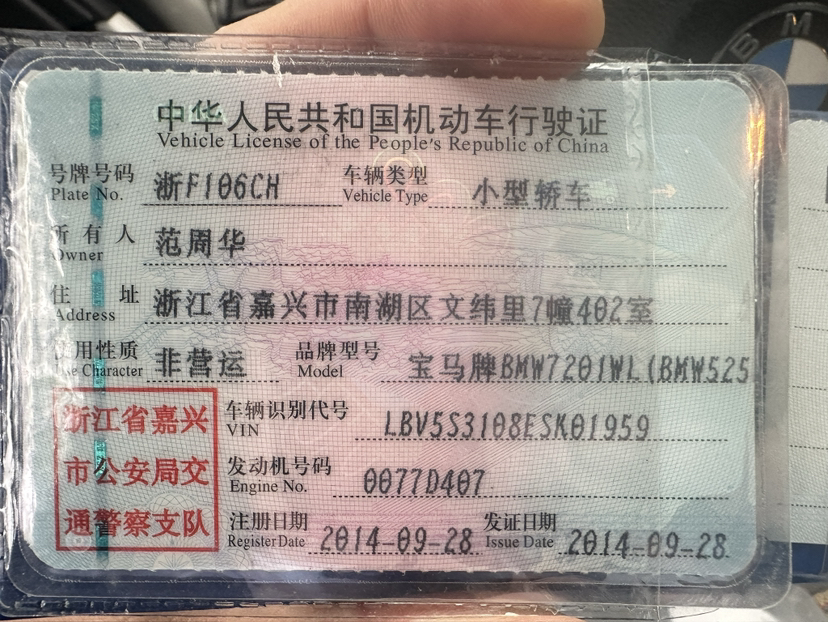 BM
中华人民共和国机动车行驶证
Vehicle License of the People's Republic of China
号牌号码 浙F106CH 车辆类型 小型轿车
Plate No. Vehicle Type
所有人 范周华
Owner
住址 浙江省嘉兴市南湖区文纬里7幢402室
Address
使用性质 非营运 品牌型号 宝马牌BMW7201WL(BMW525
Use Character Model
浙江省嘉兴
市公安局交
通警察支队
车辆识别代号 LBV5S3108ESK01959
VIN
发动机号码 0077D407
Engine No.
注册日期 2014-09-28 发证日期 2014-09-28
Register Date Issue Date